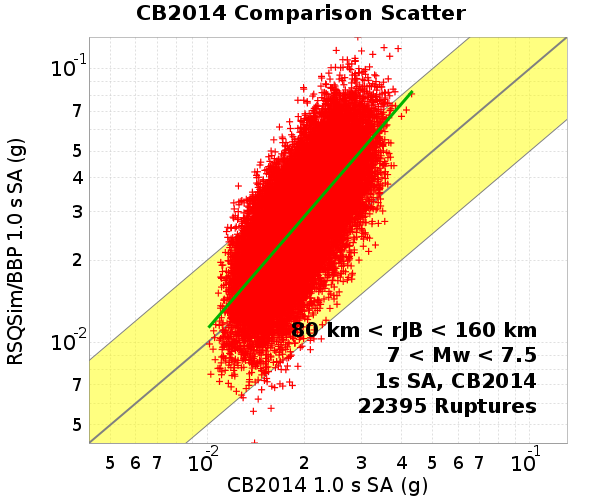 CB2014 Comparison Scatter
RSQSim/BBP 1.0 s SA (g)
10⁻¹
7
5
4
3
2
10⁻²
7
5
80 km < rJB < 160 km
7 < Mw < 7.5
1s SA, CB2014
22395 Ruptures
5 6 7 10⁻² 2 3 4 5 6 7 10⁻¹
CB2014 1.0 s SA (g)